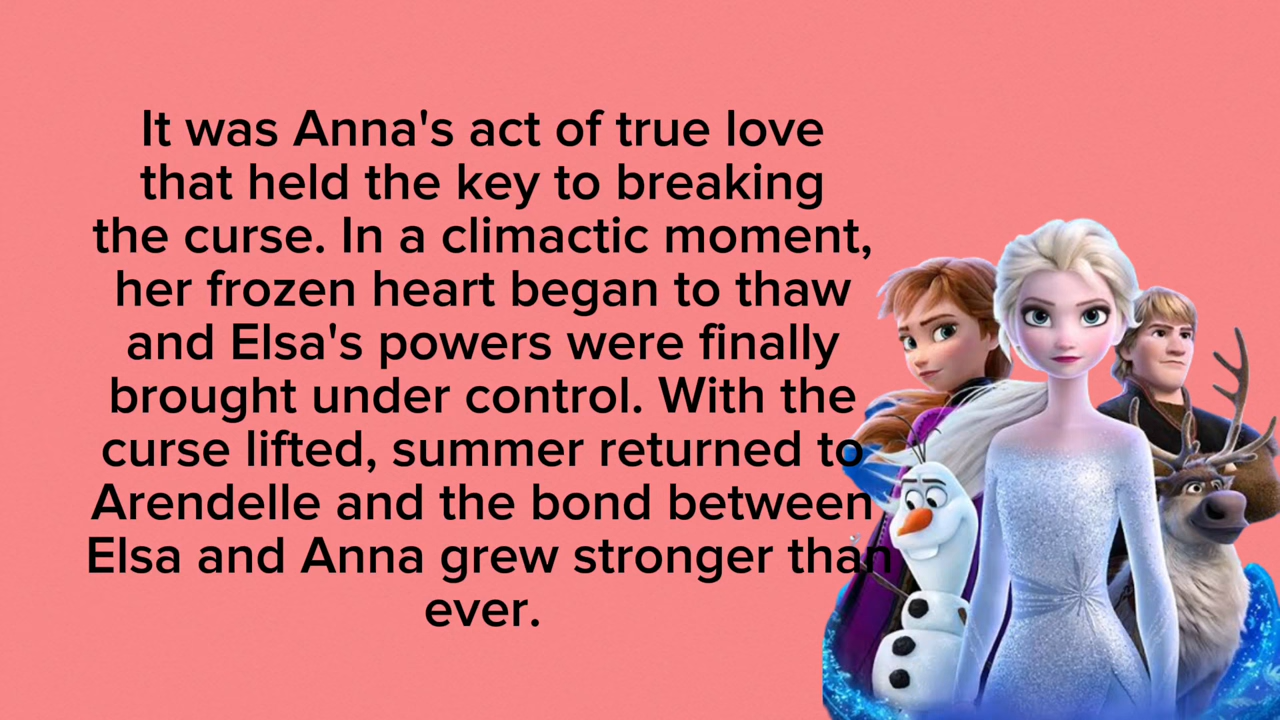 It was Anna's act of true love
that held the key to breaking
the curse. In a climactic moment,
her frozen heart began to thaw
and Elsa's powers were finally
brought under control. With the
curse lifted, summer returned to
Arendelle and the bond between
Elsa and Anna grew stronger than
ever.